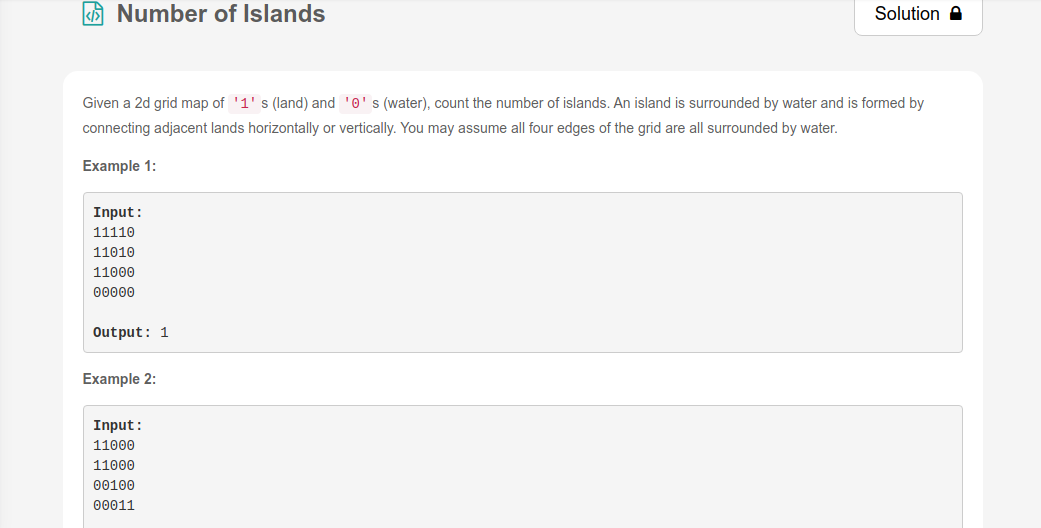 Number of Islands
Solution
Given a 2d grid map of '1's (land) and '0's (water), count the number of islands. An island is surrounded by water and is formed by
connecting adjacent lands horizontally or vertically. You may assume all four edges of the grid are all surrounded by water.
Example 1:
Input:
11110
11010
11000
00000
Output: 1
Example 2:
Input:
11000
11000
00100
00011